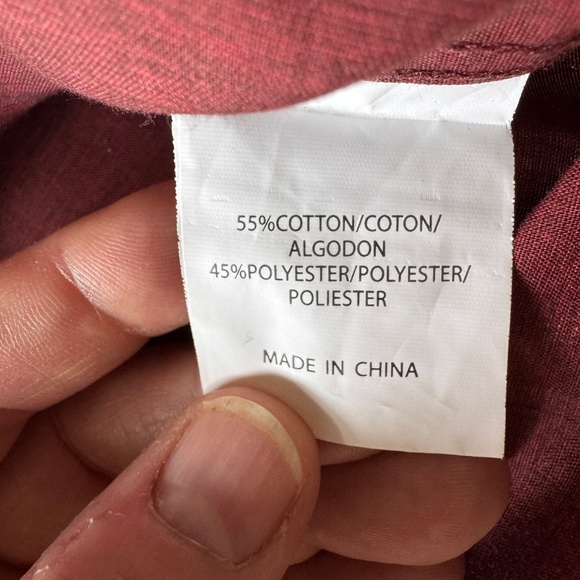 55%COTTON/COTON/
ALGODON
45%POLYESTER/POLYESTER/
POLIESTER
MADE IN CHINA